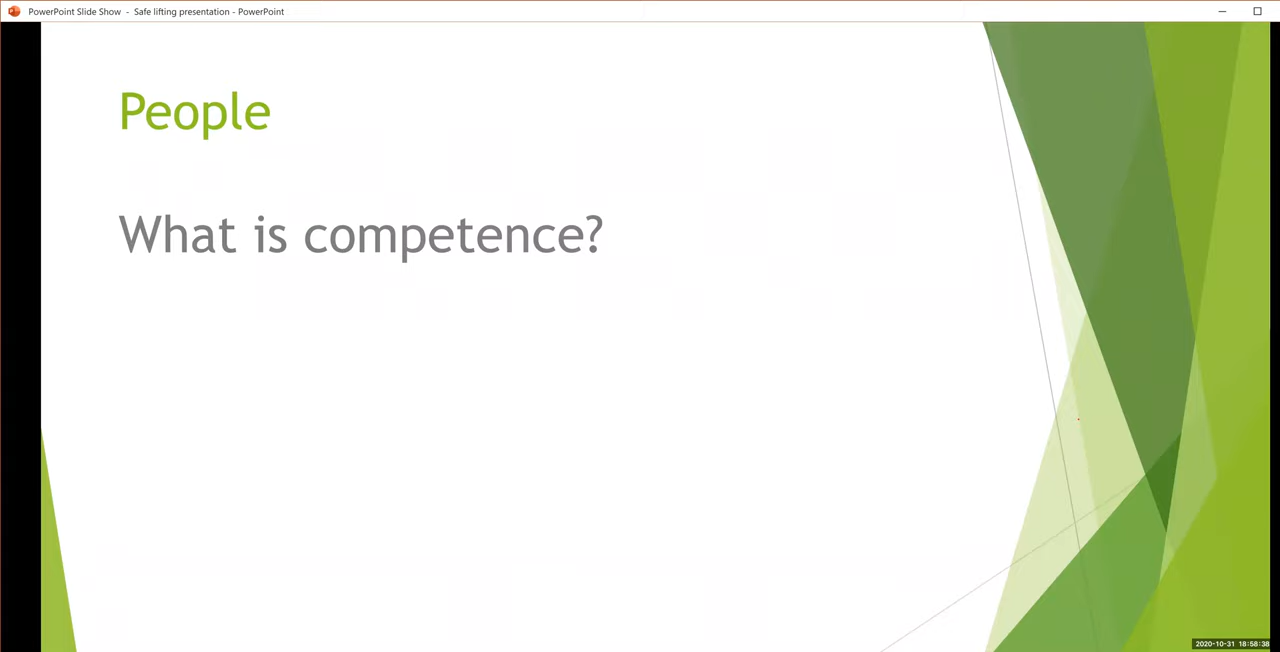 PowerPoint Slide Show - Safe lifting presentation - PowerPoint
People
What is competence?
2020-10-31 18:58:38